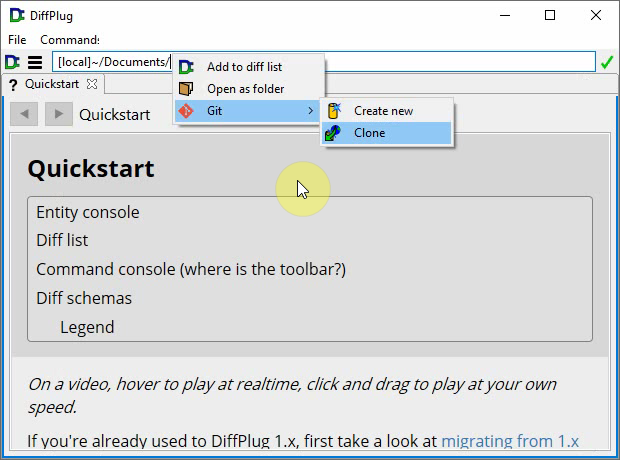 DiffPlug
File Commands
[local]~/Documents/
Add to diff list
Open as folder
Git
Create new
Clone
? Quickstart
Quickstart
Quickstart
Entity console
Diff list
Command console (where is the toolbar?)
Diff schemas
Legend
On a video, hover to play at realtime, click and drag to play at your own
speed.
If you're already used to DiffPlug 1.x, first take a look at migrating from 1.x